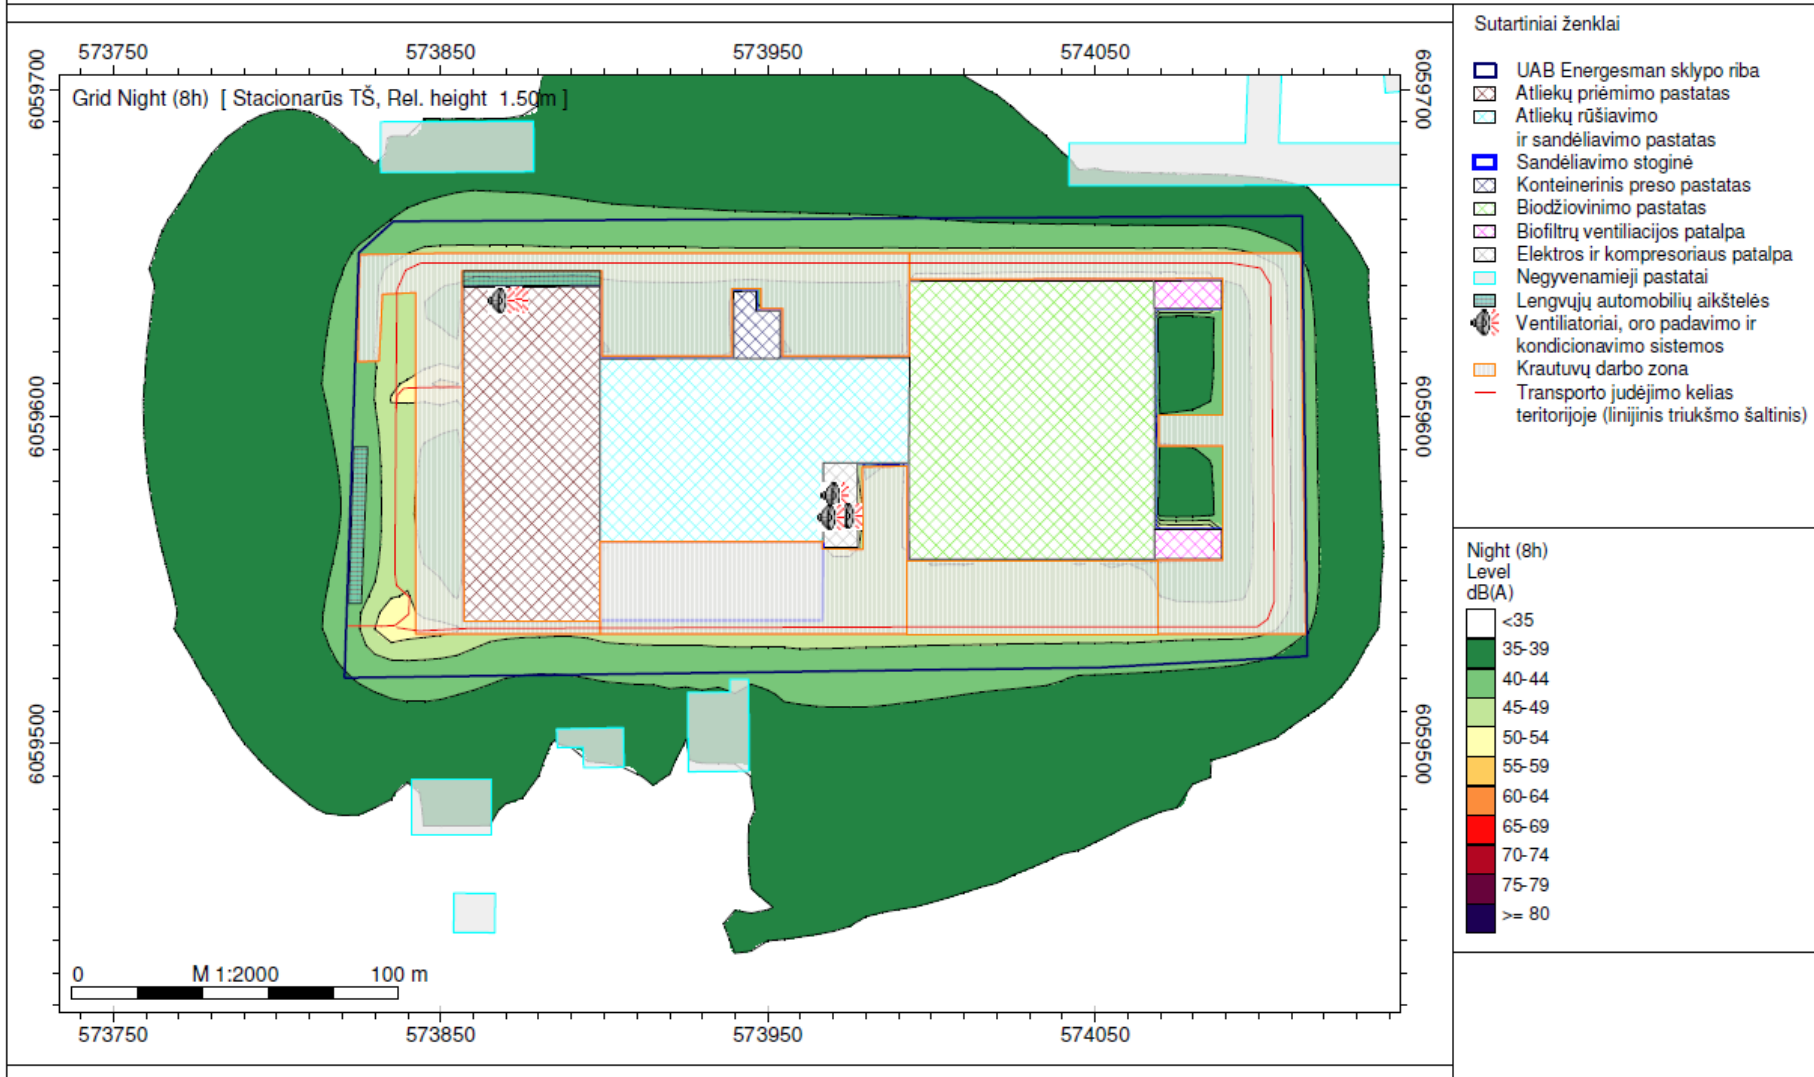 573750 573850 573950 574050
6059700 6059700
Grid Night (8h) [ Stacionarūs TŠ, Rel. height 1.50m ]
6059600 6059600
6059500 6059500
0 M 1:2000 100 m
573750 573850 573950 574050
Sutartiniai ženklai
UAB Energesman sklypo riba
Atliekų priėmimo pastatas
Atliekų rūšiavimo
ir sandėliavimo pastatas
Sandėliavimo stoginė
Konteinerinis preso pastatas
Biodžiovinimo pastatas
Biofiltrų ventiliacijos patalpa
Elektros ir kompresoriaus patalpa
Negyvenamieji pastatai
Lengvųjų automobilių aikštelės
Ventiliatoriai, oro padavimo ir
kondicionavimo sistemos
Krautuvų darbo zona
Transporto judėjimo kelias
teritorijoje (linijinis triukšmo šaltinis)
Night (8h)
Level
dB(A)
<35
35-39
40-44
45-49
50-54
55-59
60-64
65-69
70-74
75-79
>= 80